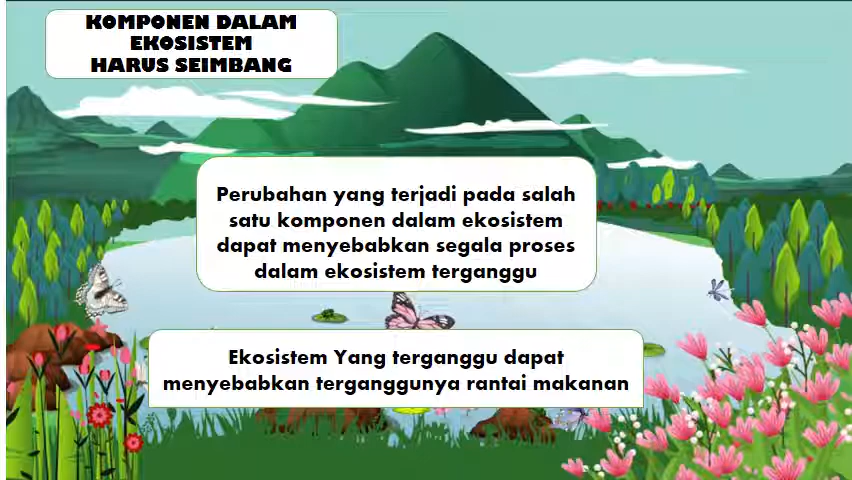 KOMPONEN DALAM
EKOSISTEM
HARUS SEIMBANG
Perubahan yang terjadi pada salah
satu komponen dalam ekosistem
dapat menyebabkan segala proses
dalam ekosistem terganggu
Ekosistem Yang terganggu dapat
menyebabkan terganggunya rantai makanan